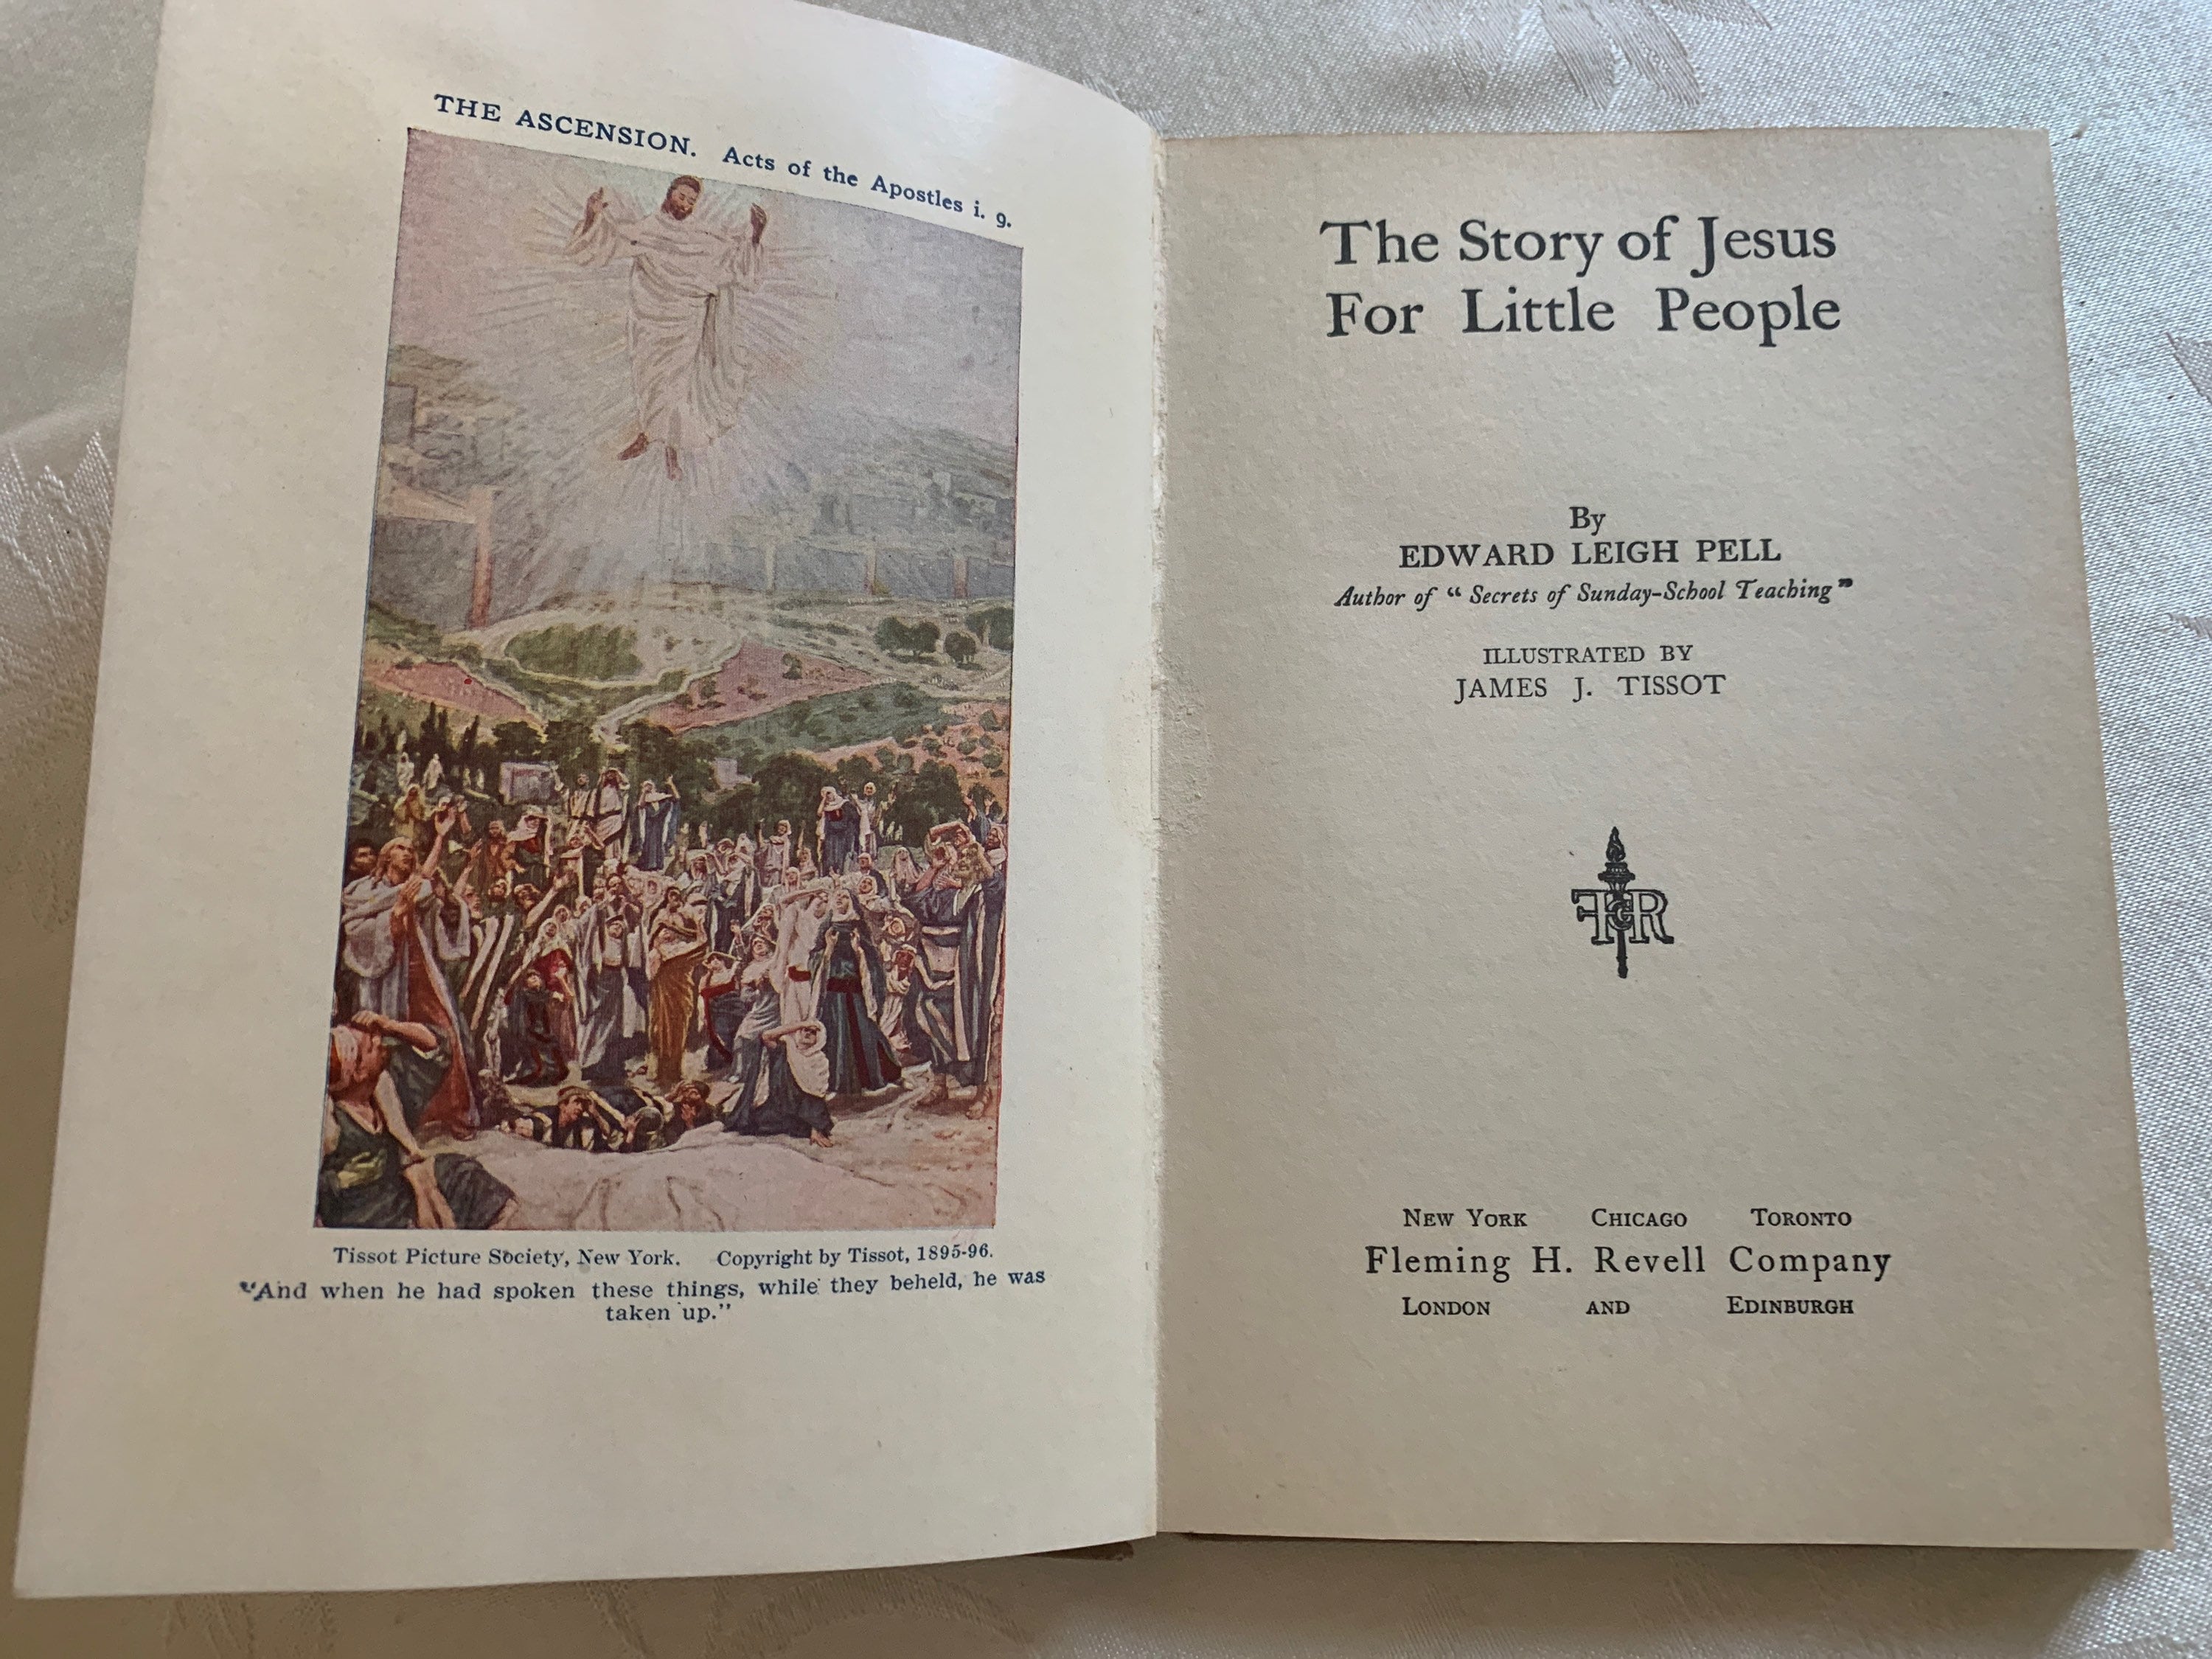 THE ASCENSION. Acts of the Apostles i. 9.
Tissot Picture Society, New York. Copyright by Tissot, 1895-96.
"And when he had spoken these things, while they beheld, he was
taken up."
The Story of Jesus
For Little People
By
EDWARD LEIGH PELL
Author of "Secrets of Sunday-School Teaching"
ILLUSTRATED BY
JAMES J. TISSOT
FHR
NEW YORK CHICAGO TORONTO
Fleming H. Revell Company
LONDON AND EDINBURGH